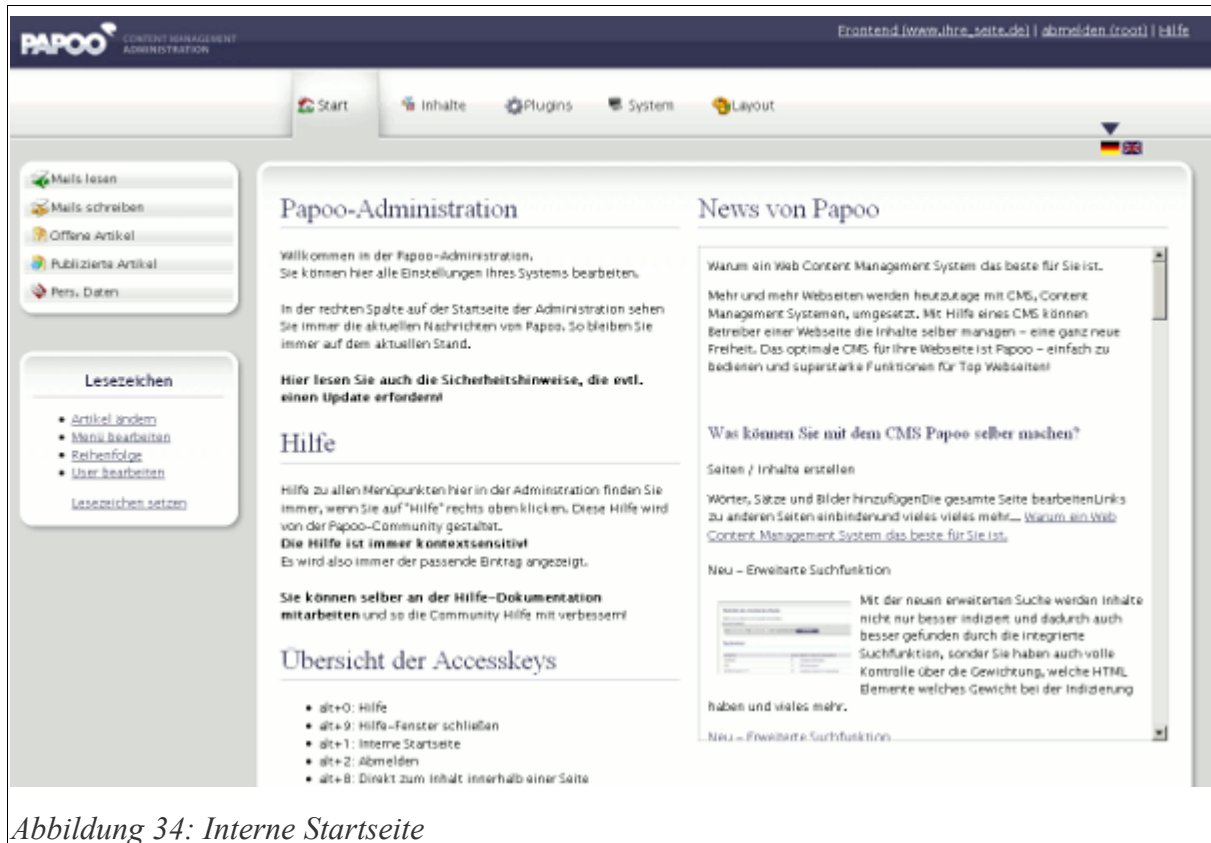 PAPOO CONTENT MANAGEMENT
ADMINISTRATION
Frontend (www.ihre_seite.de) | abmelden (root) | Hilfe
Start Inhalte Plugins System Layout
Mails lesen
Mails schreiben
Offene Artikel
Publizierte Artikel
Pers. Daten
Lesezeichen
Artikel ändern
Menü bearbeiten
Reihenfolge
User bearbeiten
Lesezeichen setzen
Papoo-Administration
Willkommen in der Papoo-Administration.
Sie können hier alle Einstellungen Ihres Systems bearbeiten.
In der rechten Spalte auf der Startseite der Administration sehen
Sie immer die aktuellen Nachrichten von Papoo. So bleiben Sie
immer auf dem aktuellen Stand.
Hier lesen Sie auch die Sicherheitshinweise, die evtl.
einen Update erfordern!
Hilfe
Hilfe zu allen Menüpunkten hier in der Adminstration finden Sie
immer, wenn Sie auf "Hilfe" rechts oben klicken. Diese Hilfe wird
von der Papoo-Community gestaltet.
Die Hilfe ist immer kontextsensitiv!
Es wird also immer der passende Eintrag angezeigt.
Sie können selber an der Hilfe-Dokumentation
mitarbeiten und so die Community Hilfe mit verbessern!
Übersicht der Accesskeys
alt+0: Hilfe
alt+9: Hilfe-Fenster schließen
alt+1: Interne Startseite
alt+2: Abmelden
alt+8: Direkt zum Inhalt innerhalb einer Seite
News von Papoo
Warum ein Web Content Management System das beste für Sie ist.
Mehr und mehr Webseiten werden heutzutage mit CMS, Content
Management Systemen, umgesetzt. Mit Hilfe eines CMS können
Betreiber einer Webseite die Inhalte selber managen – eine ganz neue
Freiheit. Das optimale CMS für Ihre Webseite ist Papoo – einfach zu
bedienen und superstarke Funktionen für Top Webseiten!
Was können Sie mit dem CMS Papoo selber machen?
Seiten / Inhalte erstellen
Wörter, Sätze und Bilder hinzufügenDie gesamte Seite bearbeitenLinks
zu anderen Seiten einbindenund vieles vieles mehr... Warum ein Web
Content Management System das beste für Sie ist.
Neu – Erweiterte Suchfunktion
Mit der neuen erweiterten Suche werden Inhalte
nicht nur besser indiziert und dadurch auch
besser gefunden durch die integrierte
Suchfunktion, sonder Sie haben auch volle
Kontrolle über die Gewichtung, welche HTML
Elemente welches Gewicht bei der Indizierung
haben und vieles mehr.
Neu – Erweiterte Suchfunktion
Abbildung 34: Interne Startseite